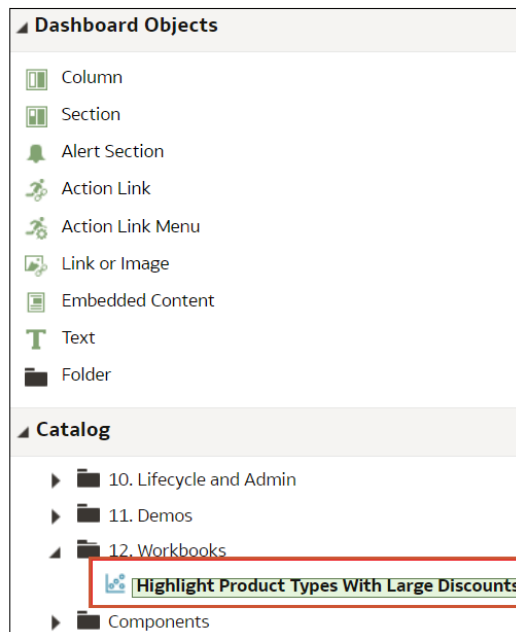 Dashboard Objects
Column
Section
Alert Section
Action Link
Action Link Menu
Link or Image
Embedded Content
Text
Folder
Catalog
10. Lifecycle and Admin
11. Demos
12. Workbooks
Highlight Product Types With Large Discounts
Components